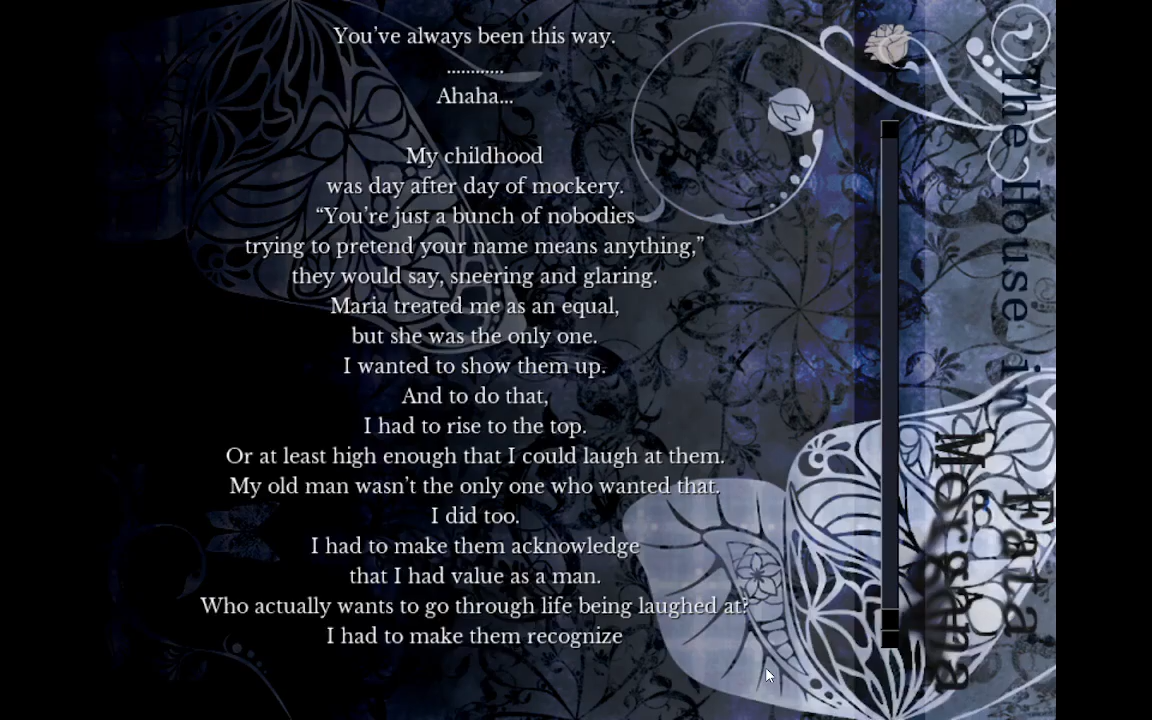 You’ve always been this way.
............
Ahaha...
My childhood
was day after day of mockery.
“You’re just a bunch of nobodies
trying to pretend your name means anything,”
they would say, sneering and glaring.
Maria treated me as an equal,
but she was the only one.
I wanted to show them up.
And to do that,
I had to rise to the top.
Or at least high enough that I could laugh at them.
My old man wasn’t the only one who wanted that.
I did too.
I had to make them acknowledge
that I had value as a man.
Who actually wants to go through life being laughed at?
I had to make them recognize
The House in
Fata
Morgana